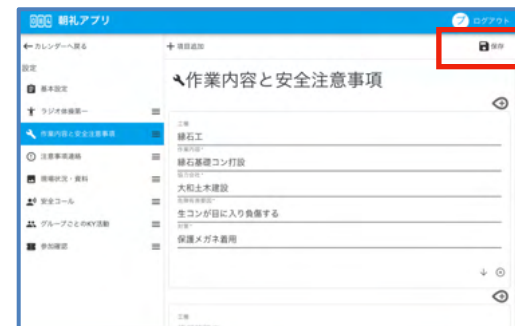 朝礼アプリ
ログアウト
← カレンダーへ戻る
+ 項目追加
保存
設定
作業内容と安全注意事項
基本設定
ラジオ体操第一
作業内容と安全注意事項
注意事項連絡
現場状況・資料
安全コール
グループごとのKY活動
参加確認
工種
縁石工
作業内容*
縁石基礎コン打設
協力会社*
大和土木建設
危険有害要因*
生コンが目に入り負傷する
対策*
保護メガネ着用
工種